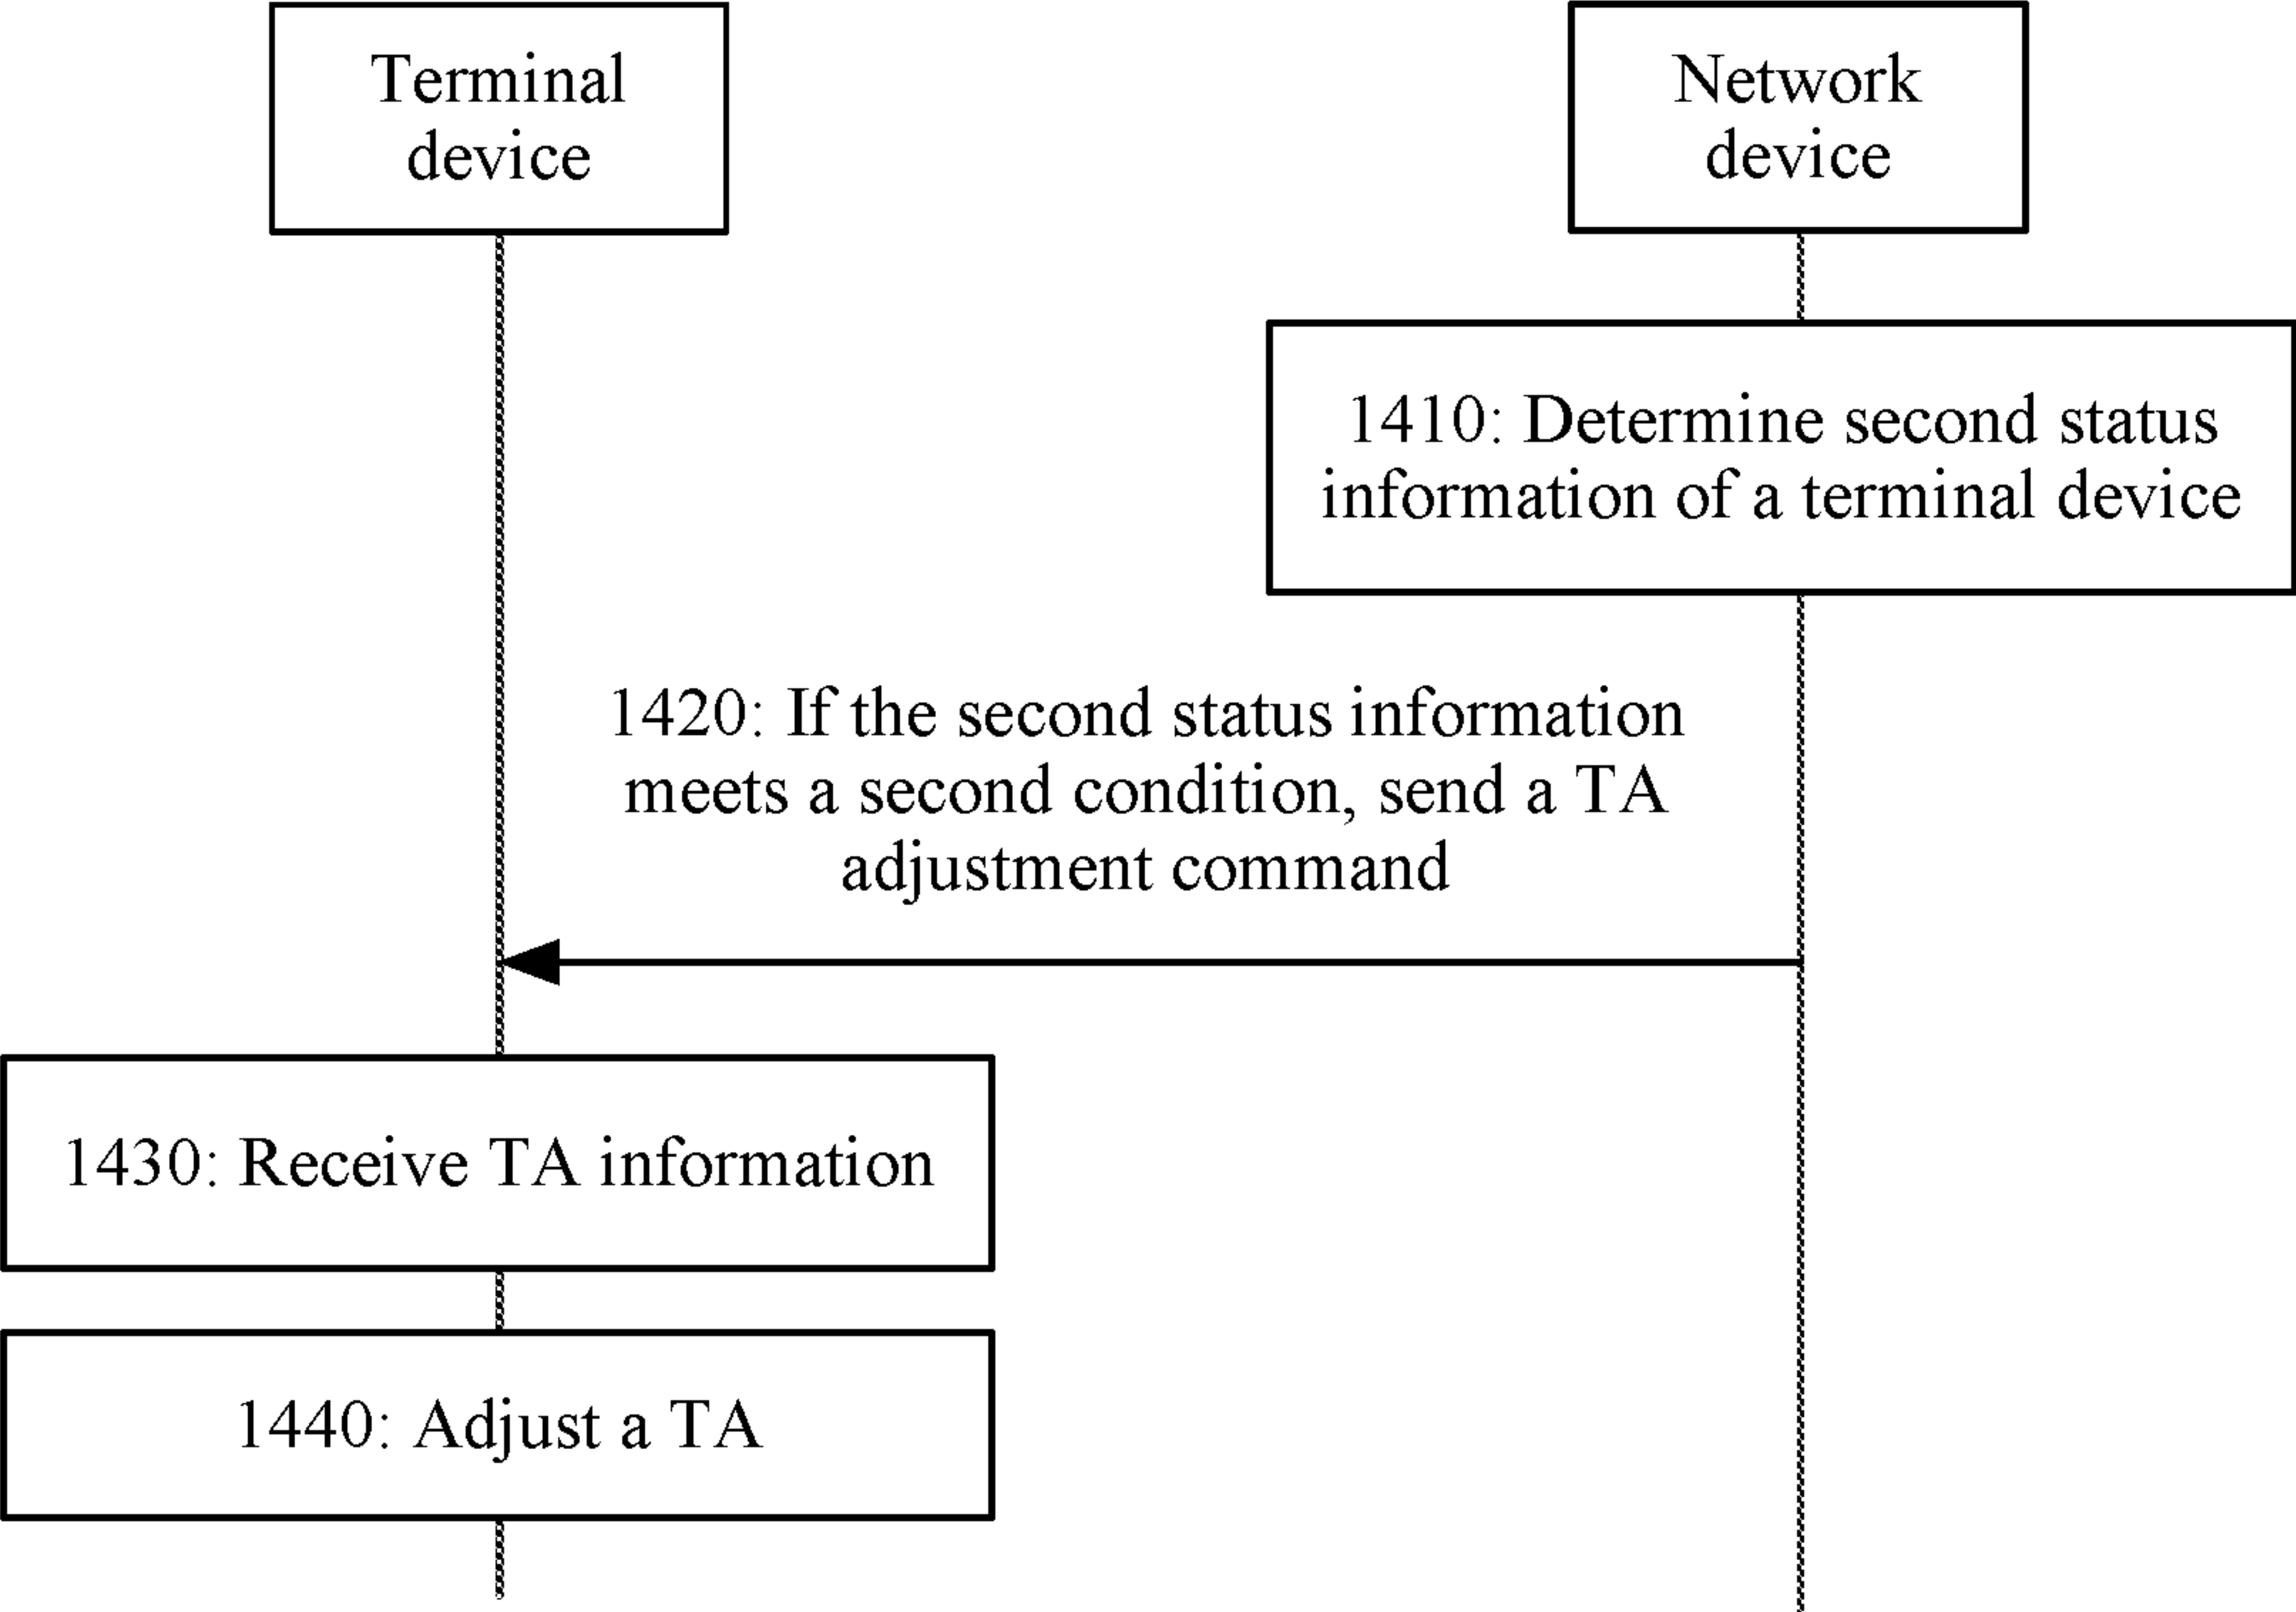 Terminal
device
Network
device
1410: Determine second status
information of a terminal device
1420: If the second status information
meets a second condition, send a TA
adjustment command
1430: Receive TA information
1440: Adjust a TA